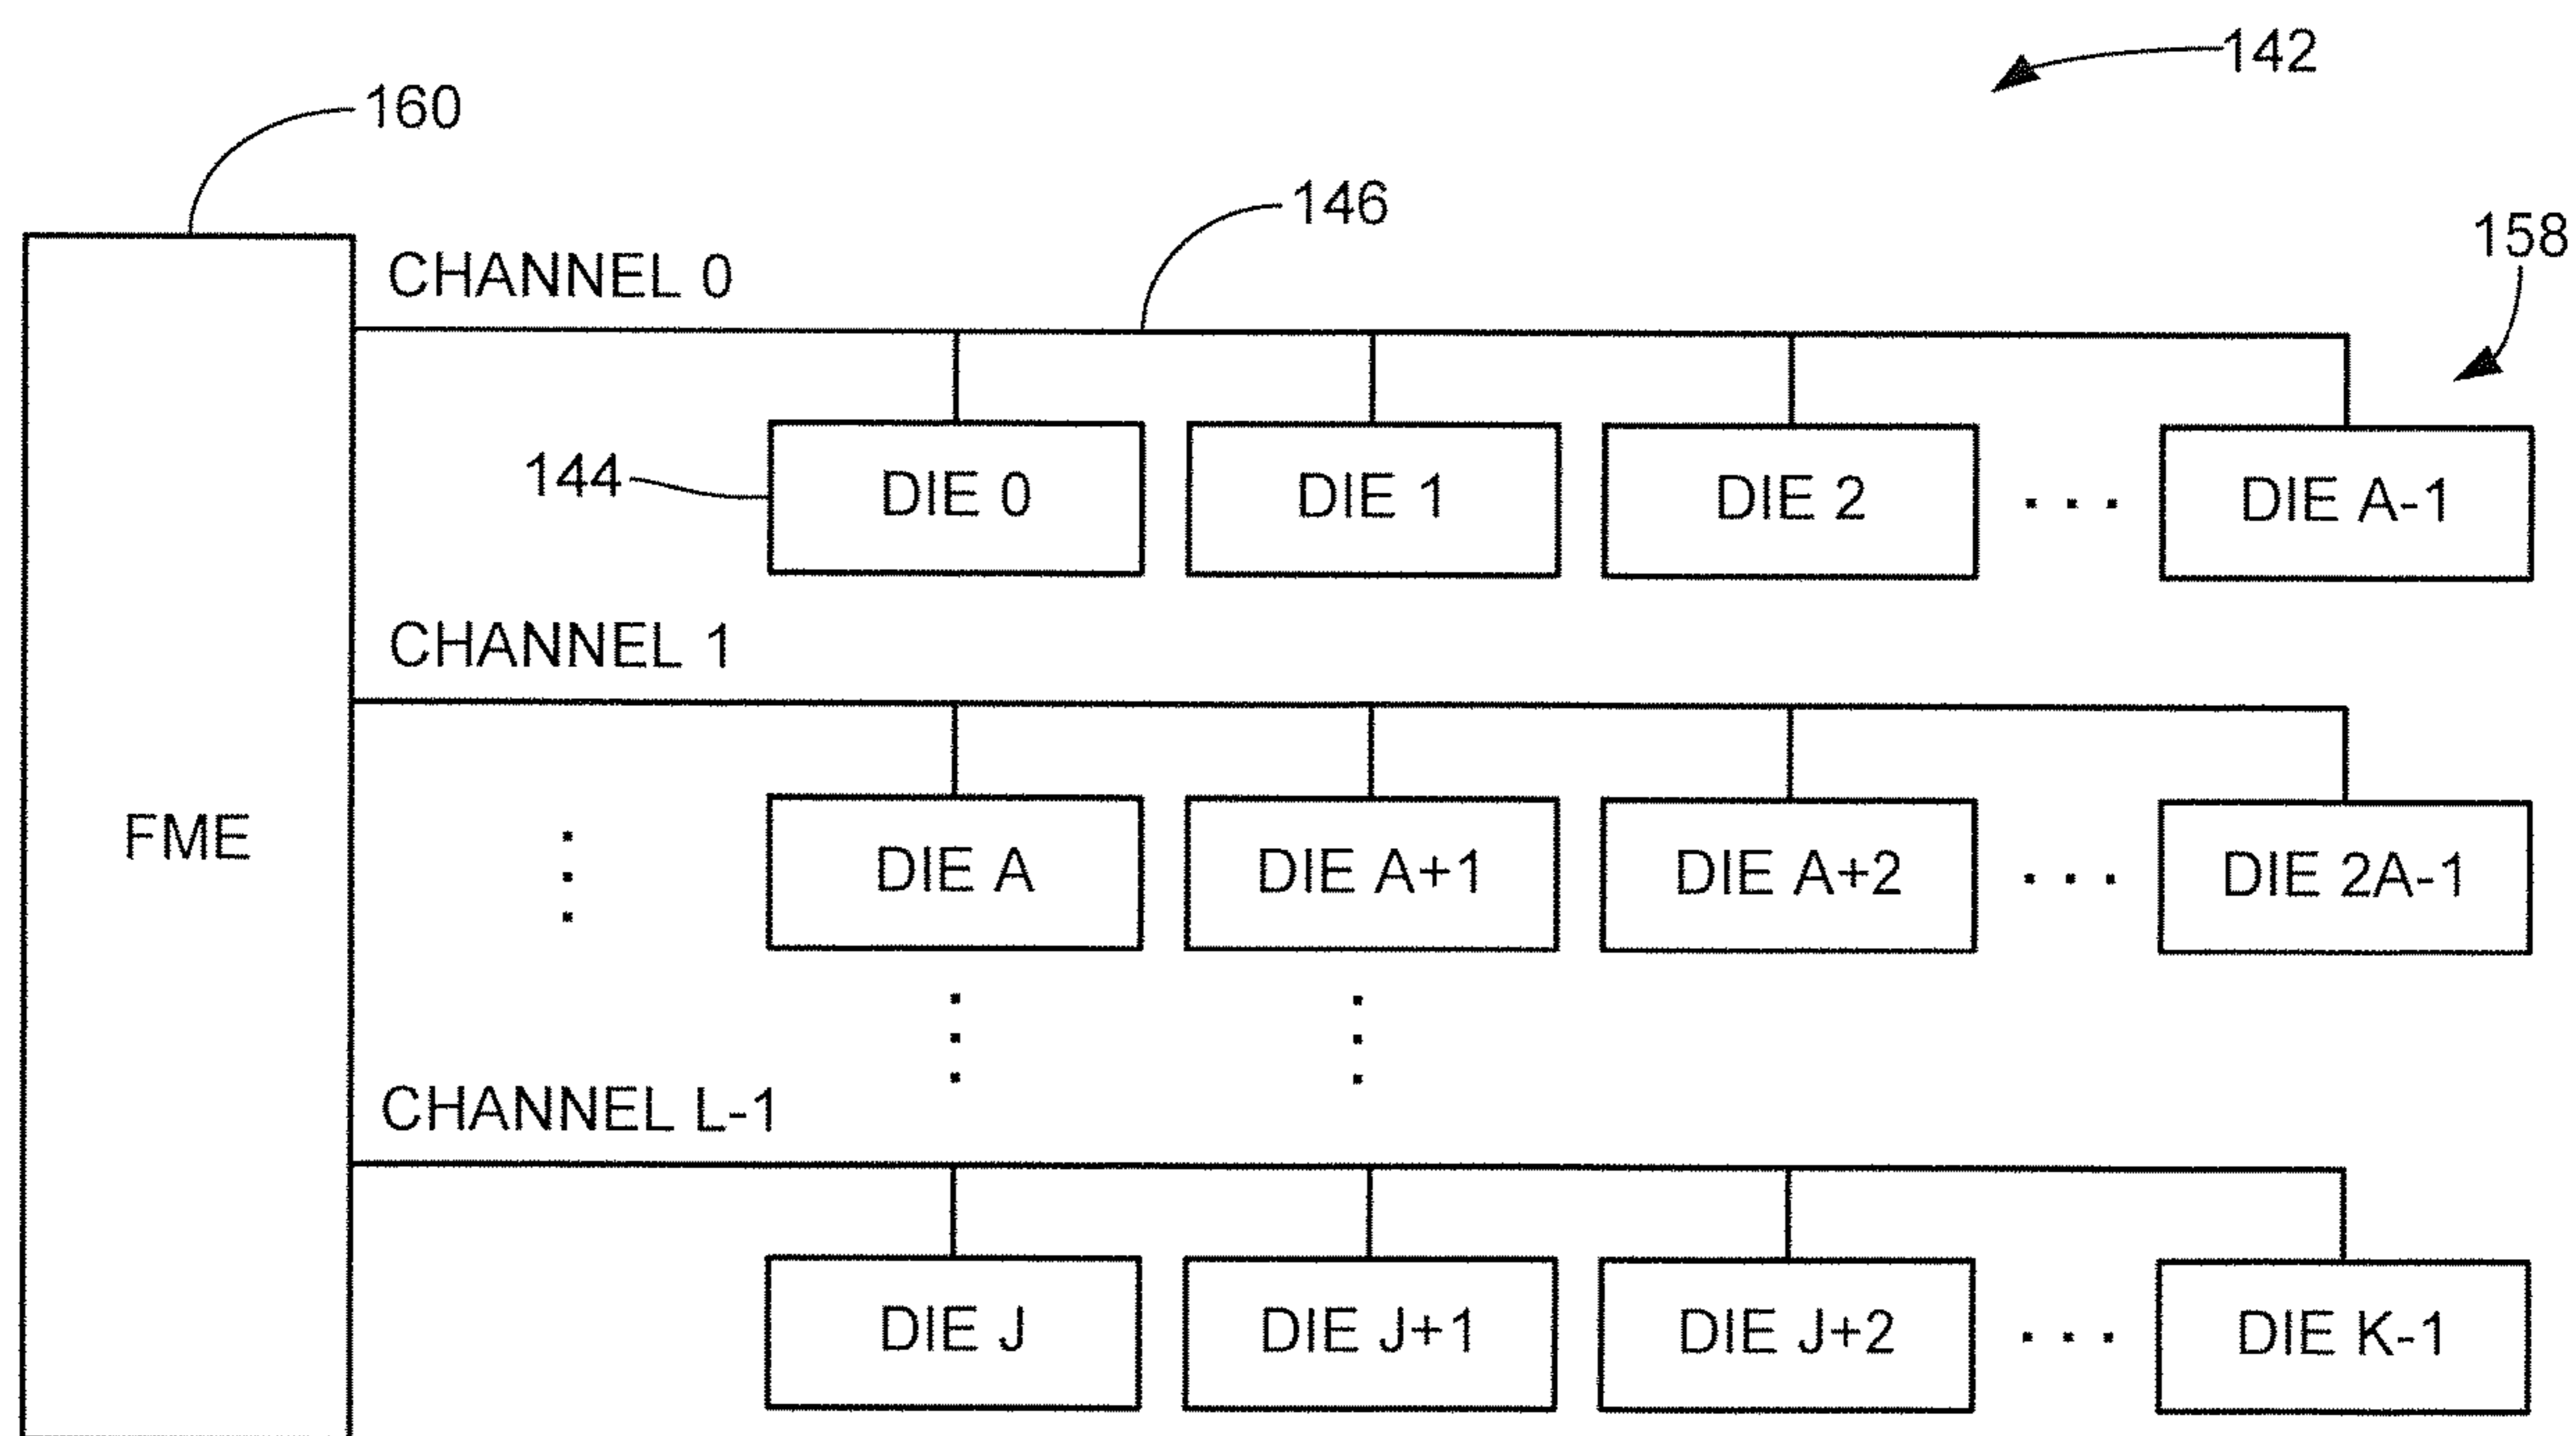 142
160
146
158
CHANNEL 0
144
DIE 0
DIE 1
DIE 2
. . .
DIE A-1
CHANNEL 1
FME
DIE A
DIE A+1
DIE A+2
. . .
DIE 2A-1
CHANNEL L-1
DIE J
DIE J+1
DIE J+2
. . .
DIE K-1